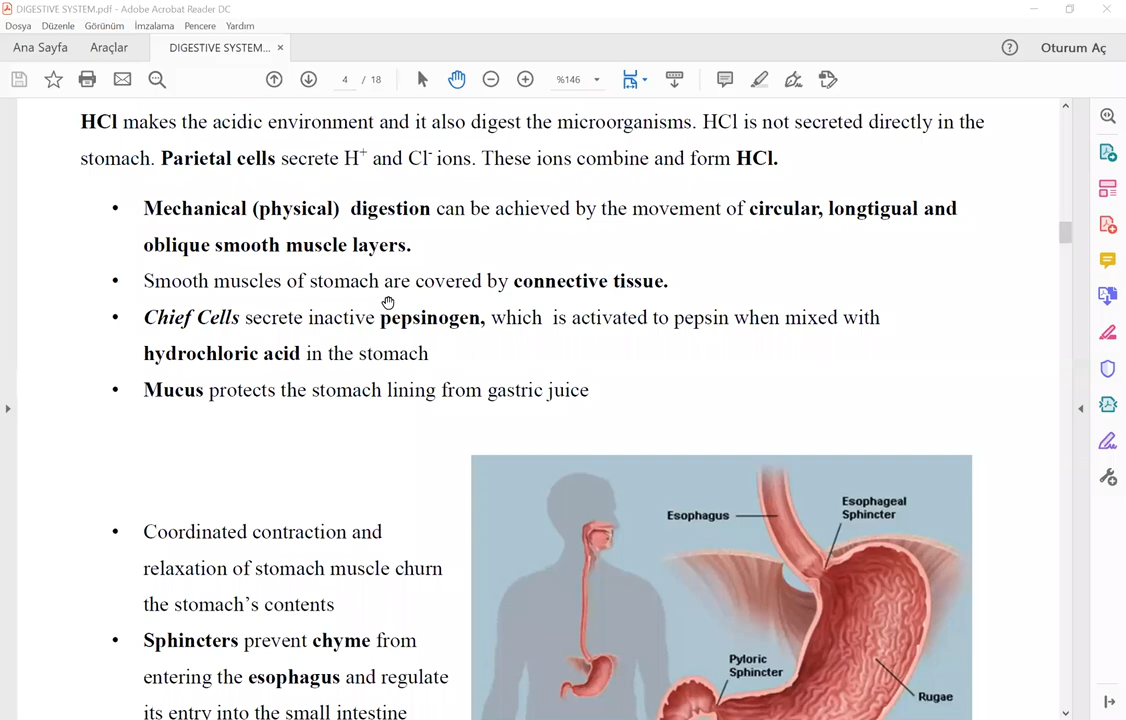 DIGESTIVE SYSTEM.pdf - Adobe Acrobat Reader DC
Dosya Düzenle Görünüm İmzalama Pencere Yardım
Ana Sayfa Araçlar DIGESTIVE SYSTEM... × ? Oturum Aç
4 / 18 %146
HCl makes the acidic environment and it also digest the microorganisms. HCl is not secreted directly in the
stomach. Parietal cells secrete H+ and Cl- ions. These ions combine and form HCl.
• Mechanical (physical) digestion can be achieved by the movement of circular, longtigual and
oblique smooth muscle layers.
• Smooth muscles of stomach are covered by connective tissue.
• Chief Cells secrete inactive pepsinogen, which is activated to pepsin when mixed with
hydrochloric acid in the stomach
• Mucus protects the stomach lining from gastric juice
• Coordinated contraction and
relaxation of stomach muscle churn
the stomach's contents
• Sphincters prevent chyme from
entering the esophagus and regulate
its entry into the small intestine
Esophagus
Esophageal
Sphincter
Pyloric
Sphincter
Rugae